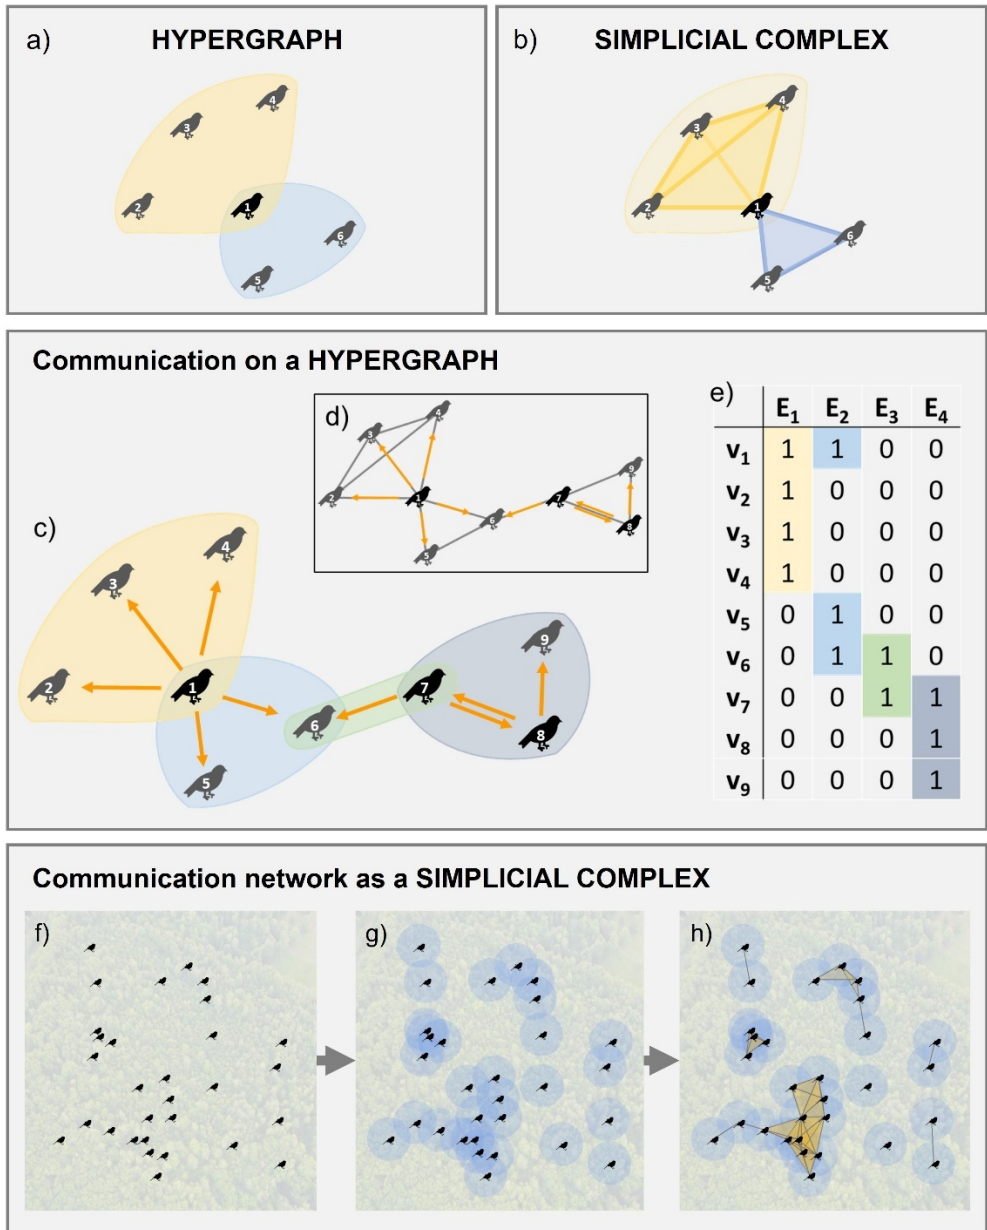 a) HYPERGRAPH
4
3
2
1
6
5
b) SIMPLICIAL COMPLEX
4
3
2
1
6
5
Communication on a HYPERGRAPH
d)
4
3
9
2
1
7
6
8
5
c)
4
3
9
2
1
7
6
8
5
e)
E₁ E₂ E₃ E₄
v₁ 1 1 0 0
v₂ 1 0 0 0
v₃ 1 0 0 0
v₄ 1 0 0 0
v₅ 0 1 0 0
v₆ 0 1 1 0
v₇ 0 0 1 1
v₈ 0 0 0 1
v₉ 0 0 0 1
Communication network as a SIMPLICIAL COMPLEX
f) g) h)